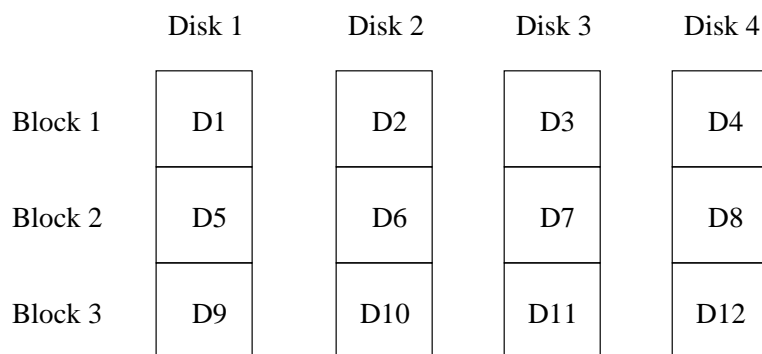 Disk 1 Disk 2 Disk 3 Disk 4
Block 1 D1 D2 D3 D4
Block 2 D5 D6 D7 D8
Block 3 D9 D10 D11 D12